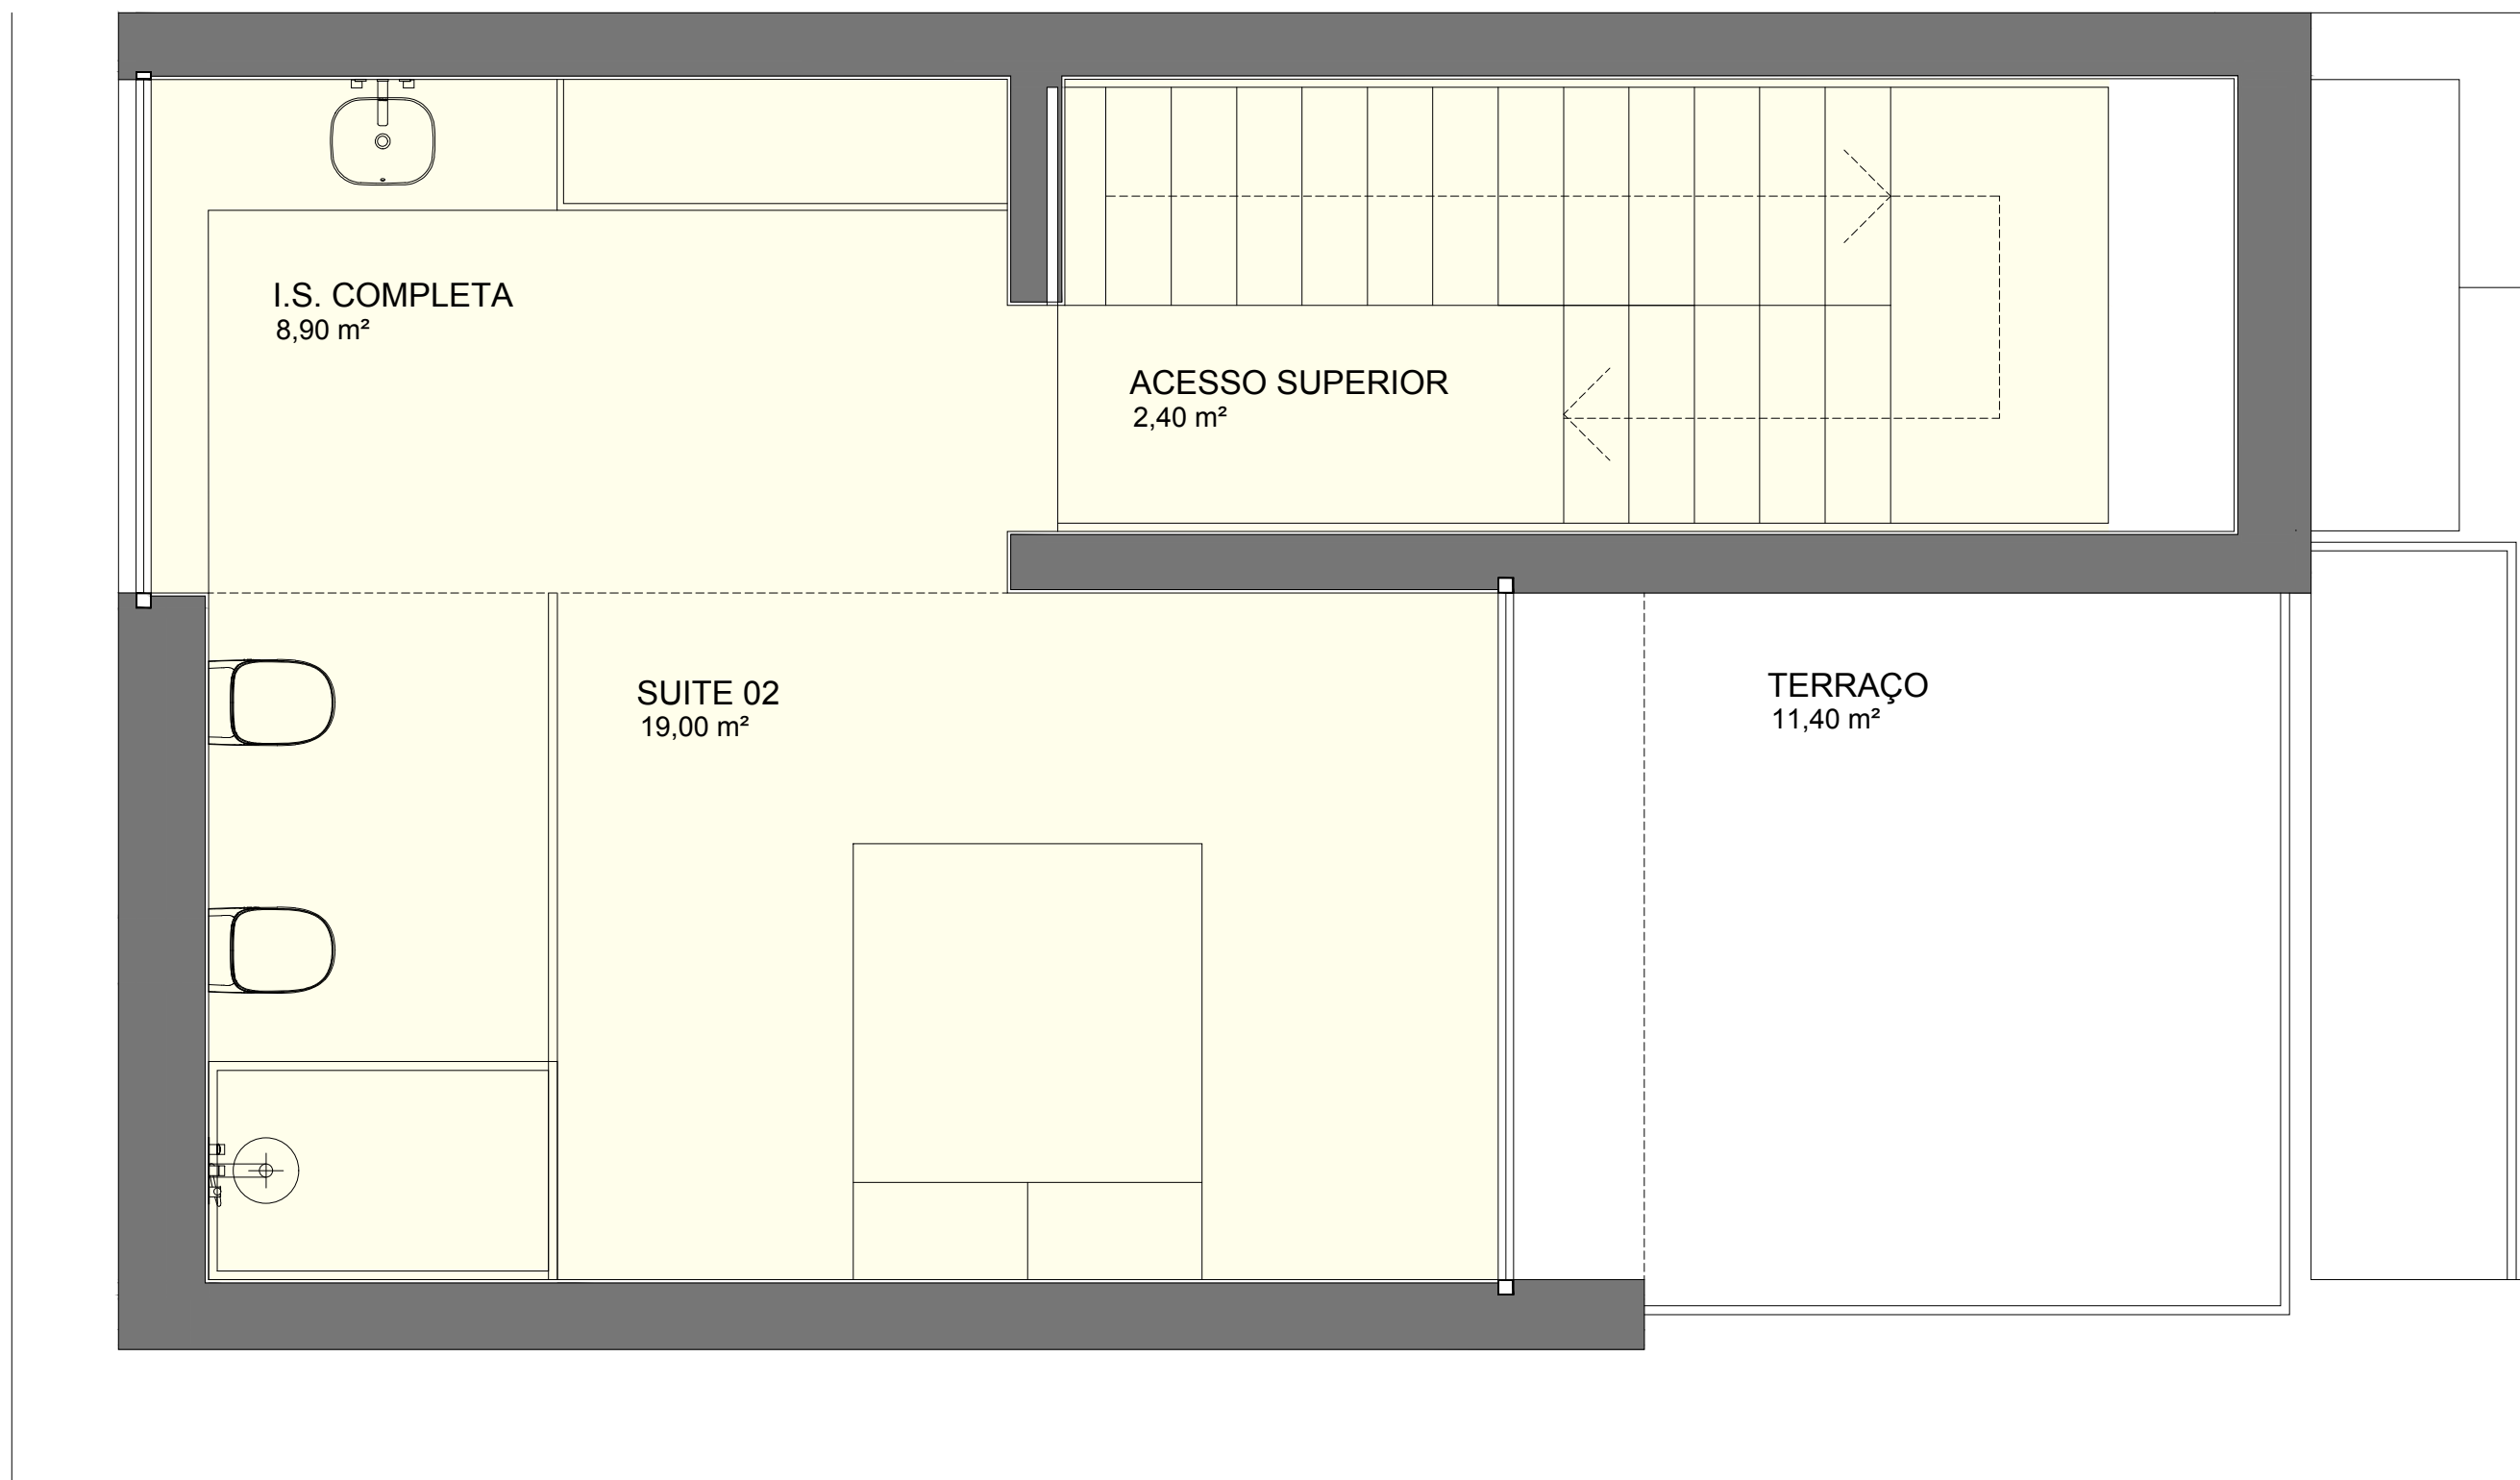 I.S. COMPLETA
8,90 m²
ACESSO SUPERIOR
2,40 m²
SUITE 02
19,00 m²
TERRAÇO
11,40 m²